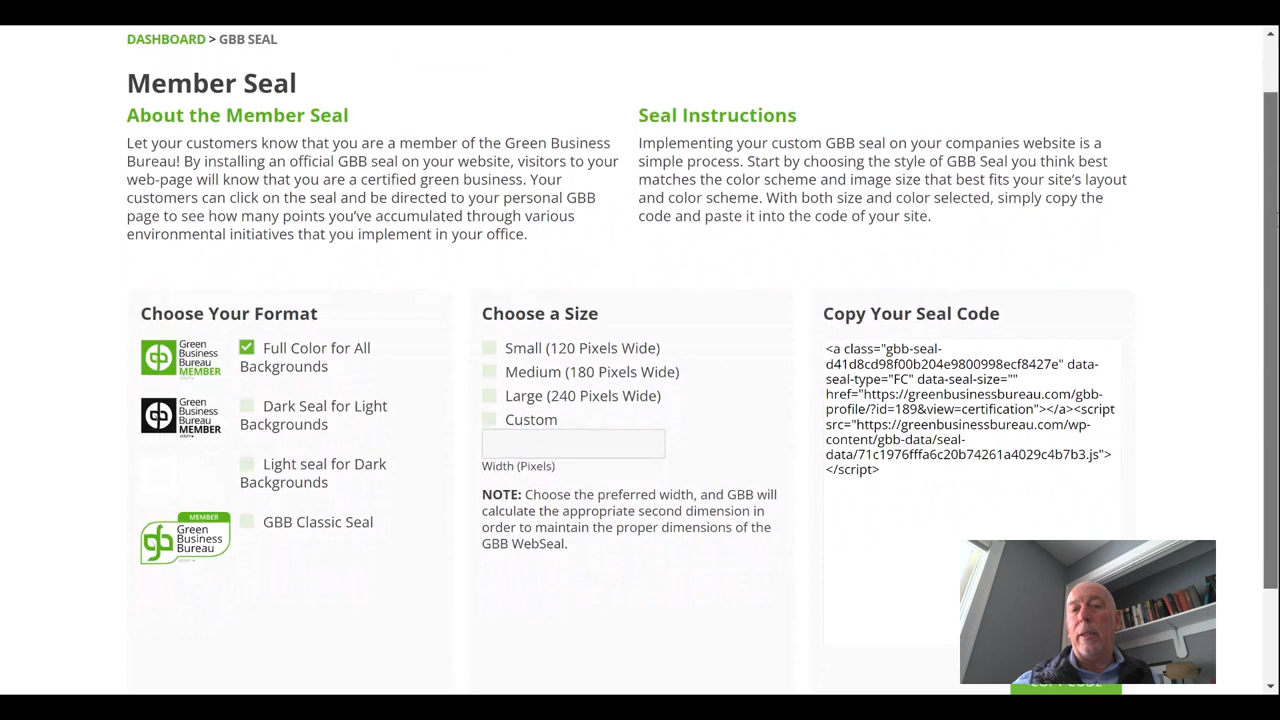 DASHBOARD > GBB SEAL
Member Seal
About the Member Seal
Let your customers know that you are a member of the Green Business
Bureau! By installing an official GBB seal on your website, visitors to your
web-page will know that you are a certified green business. Your
customers can click on the seal and be directed to your personal GBB
page to see how many points you've accumulated through various
environmental initiatives that you implement in your office.
Seal Instructions
Implementing your custom GBB seal on your companies website is a
simple process. Start by choosing the style of GBB Seal you think best
matches the color scheme and image size that best fits your site's layout
and color scheme. With both size and color selected, simply copy the
code and paste it into the code of your site.
Choose Your Format
Green
Business
Bureau
MEMBER
Full Color for All
Backgrounds
Green
Business
Bureau
MEMBER
Dark Seal for Light
Backgrounds
Light seal for Dark
Backgrounds
MEMBER
Green
Business
Bureau
GBB Classic Seal
Choose a Size
Small (120 Pixels Wide)
Medium (180 Pixels Wide)
Large (240 Pixels Wide)
Custom
Width (Pixels)
NOTE: Choose the preferred width, and GBB will
calculate the appropriate second dimension in
order to maintain the proper dimensions of the
GBB WebSeal.
Copy Your Seal Code
<a class="gbb-seal-
d41d8cd98f00b204e9800998ecf8427e" data-
seal-type="FC" data-seal-size=""
href="https://greenbusinessbureau.com/gbb-
profile/?id=189&view=certification"></a><script
src="https://greenbusinessbureau.com/wp-
content/gbb-data/seal-
data/71c1976fffa6c20b74261a4029c4b7b3.js">
</script>